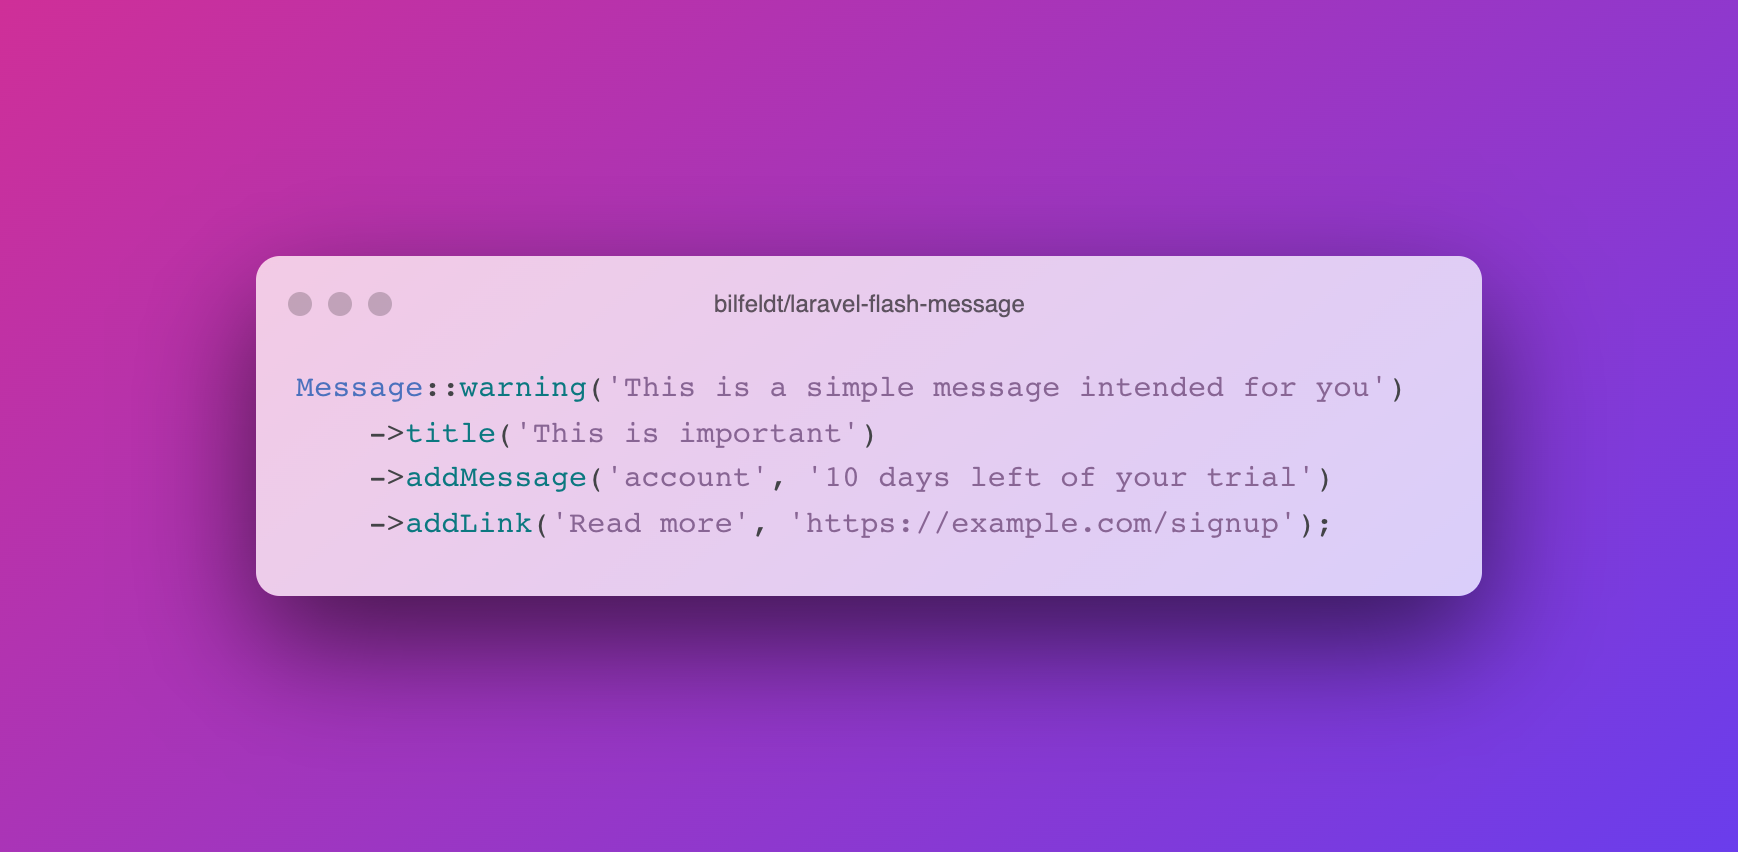 bilfeldt/laravel-flash-message
Message::warning('This is a simple message intended for you')
    ->title('This is important')
    ->addMessage('account', '10 days left of your trial')
    ->addLink('Read more', 'https://example.com/signup');